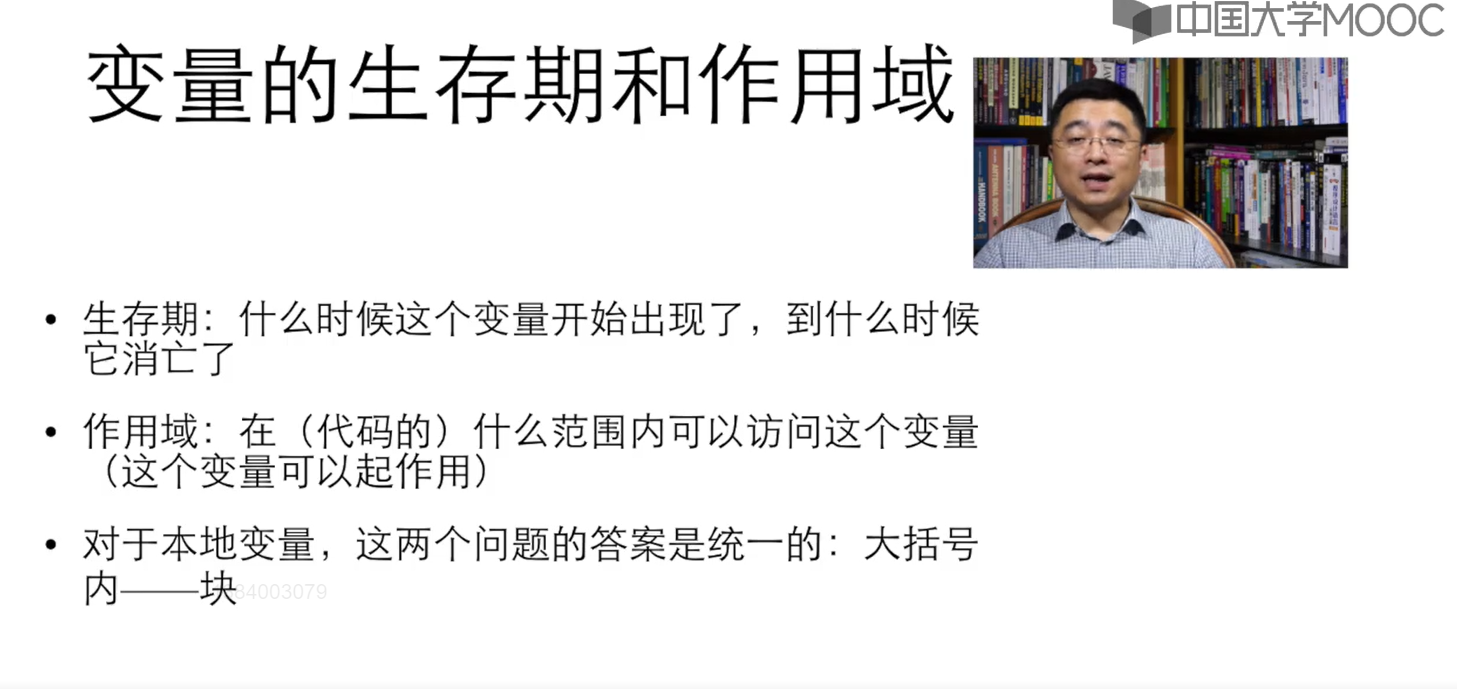 中国大学MOOC
变量的生存期和作用域
HANDBOOK
ANTENNA BOOK
• 生存期：什么时候这个变量开始出现了，到什么时候
它消亡了
• 作用域：在（代码的）什么范围内可以访问这个变量
（这个变量可以起作用）
• 对于本地变量，这两个问题的答案是统一的：大括号
内——块
84003079